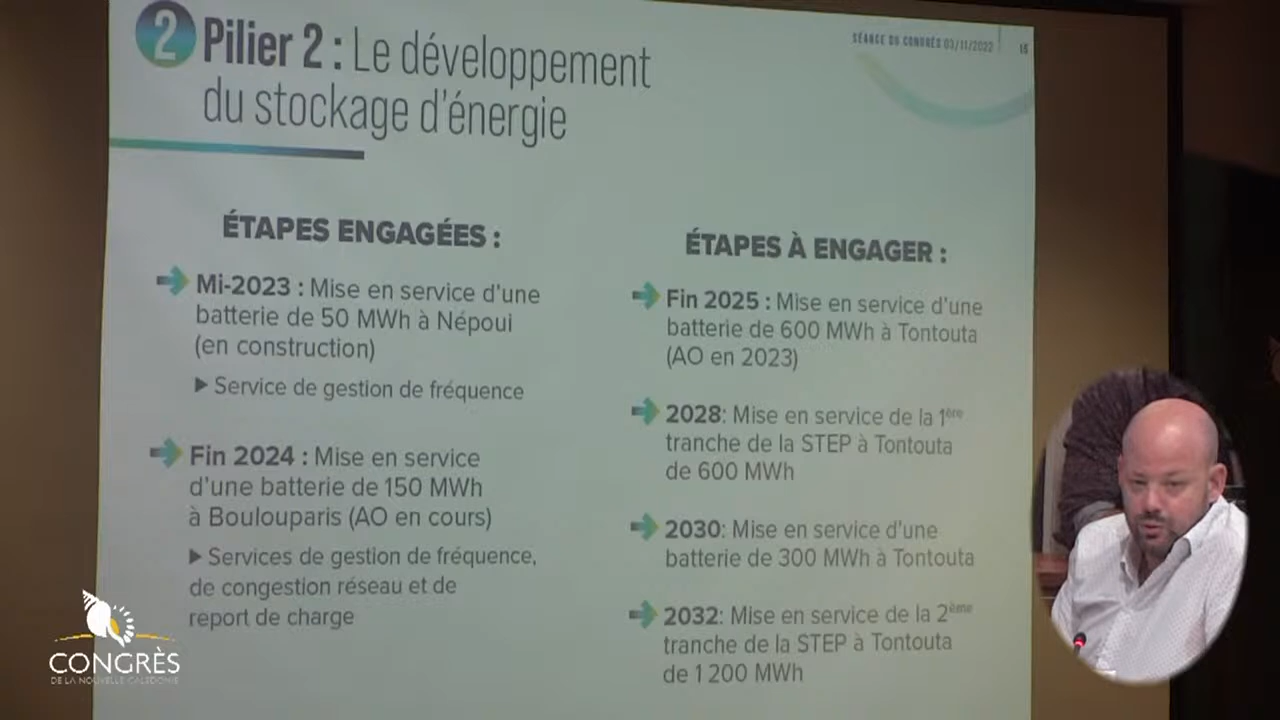 2 Pilier 2 : Le développement
du stockage d'énergie
SÉANCE DU CONGRÈS 03/11/2022 15
ÉTAPES ENGAGÉES :
Mi-2023 : Mise en service d'une
batterie de 50 MWh à Népoui
(en construction)
Service de gestion de fréquence
Fin 2024 : Mise en service
d'une batterie de 150 MWh
à Boulouparis (AO en cours)
Services de gestion de fréquence,
de congestion réseau et de
report de charge
ÉTAPES À ENGAGER :
Fin 2025 : Mise en service d'une
batterie de 600 MWh à Tontouta
(AO en 2023)
2028: Mise en service de la 1ère
tranche de la STEP à Tontouta
de 600 MWh
2030: Mise en service d'une
batterie de 300 MWh à Tontouta
2032: Mise en service de la 2ème
tranche de la STEP à Tontouta
de 1 200 MWh
CONGRÈS
DE LA NOUVELLE-CALÉDONIE